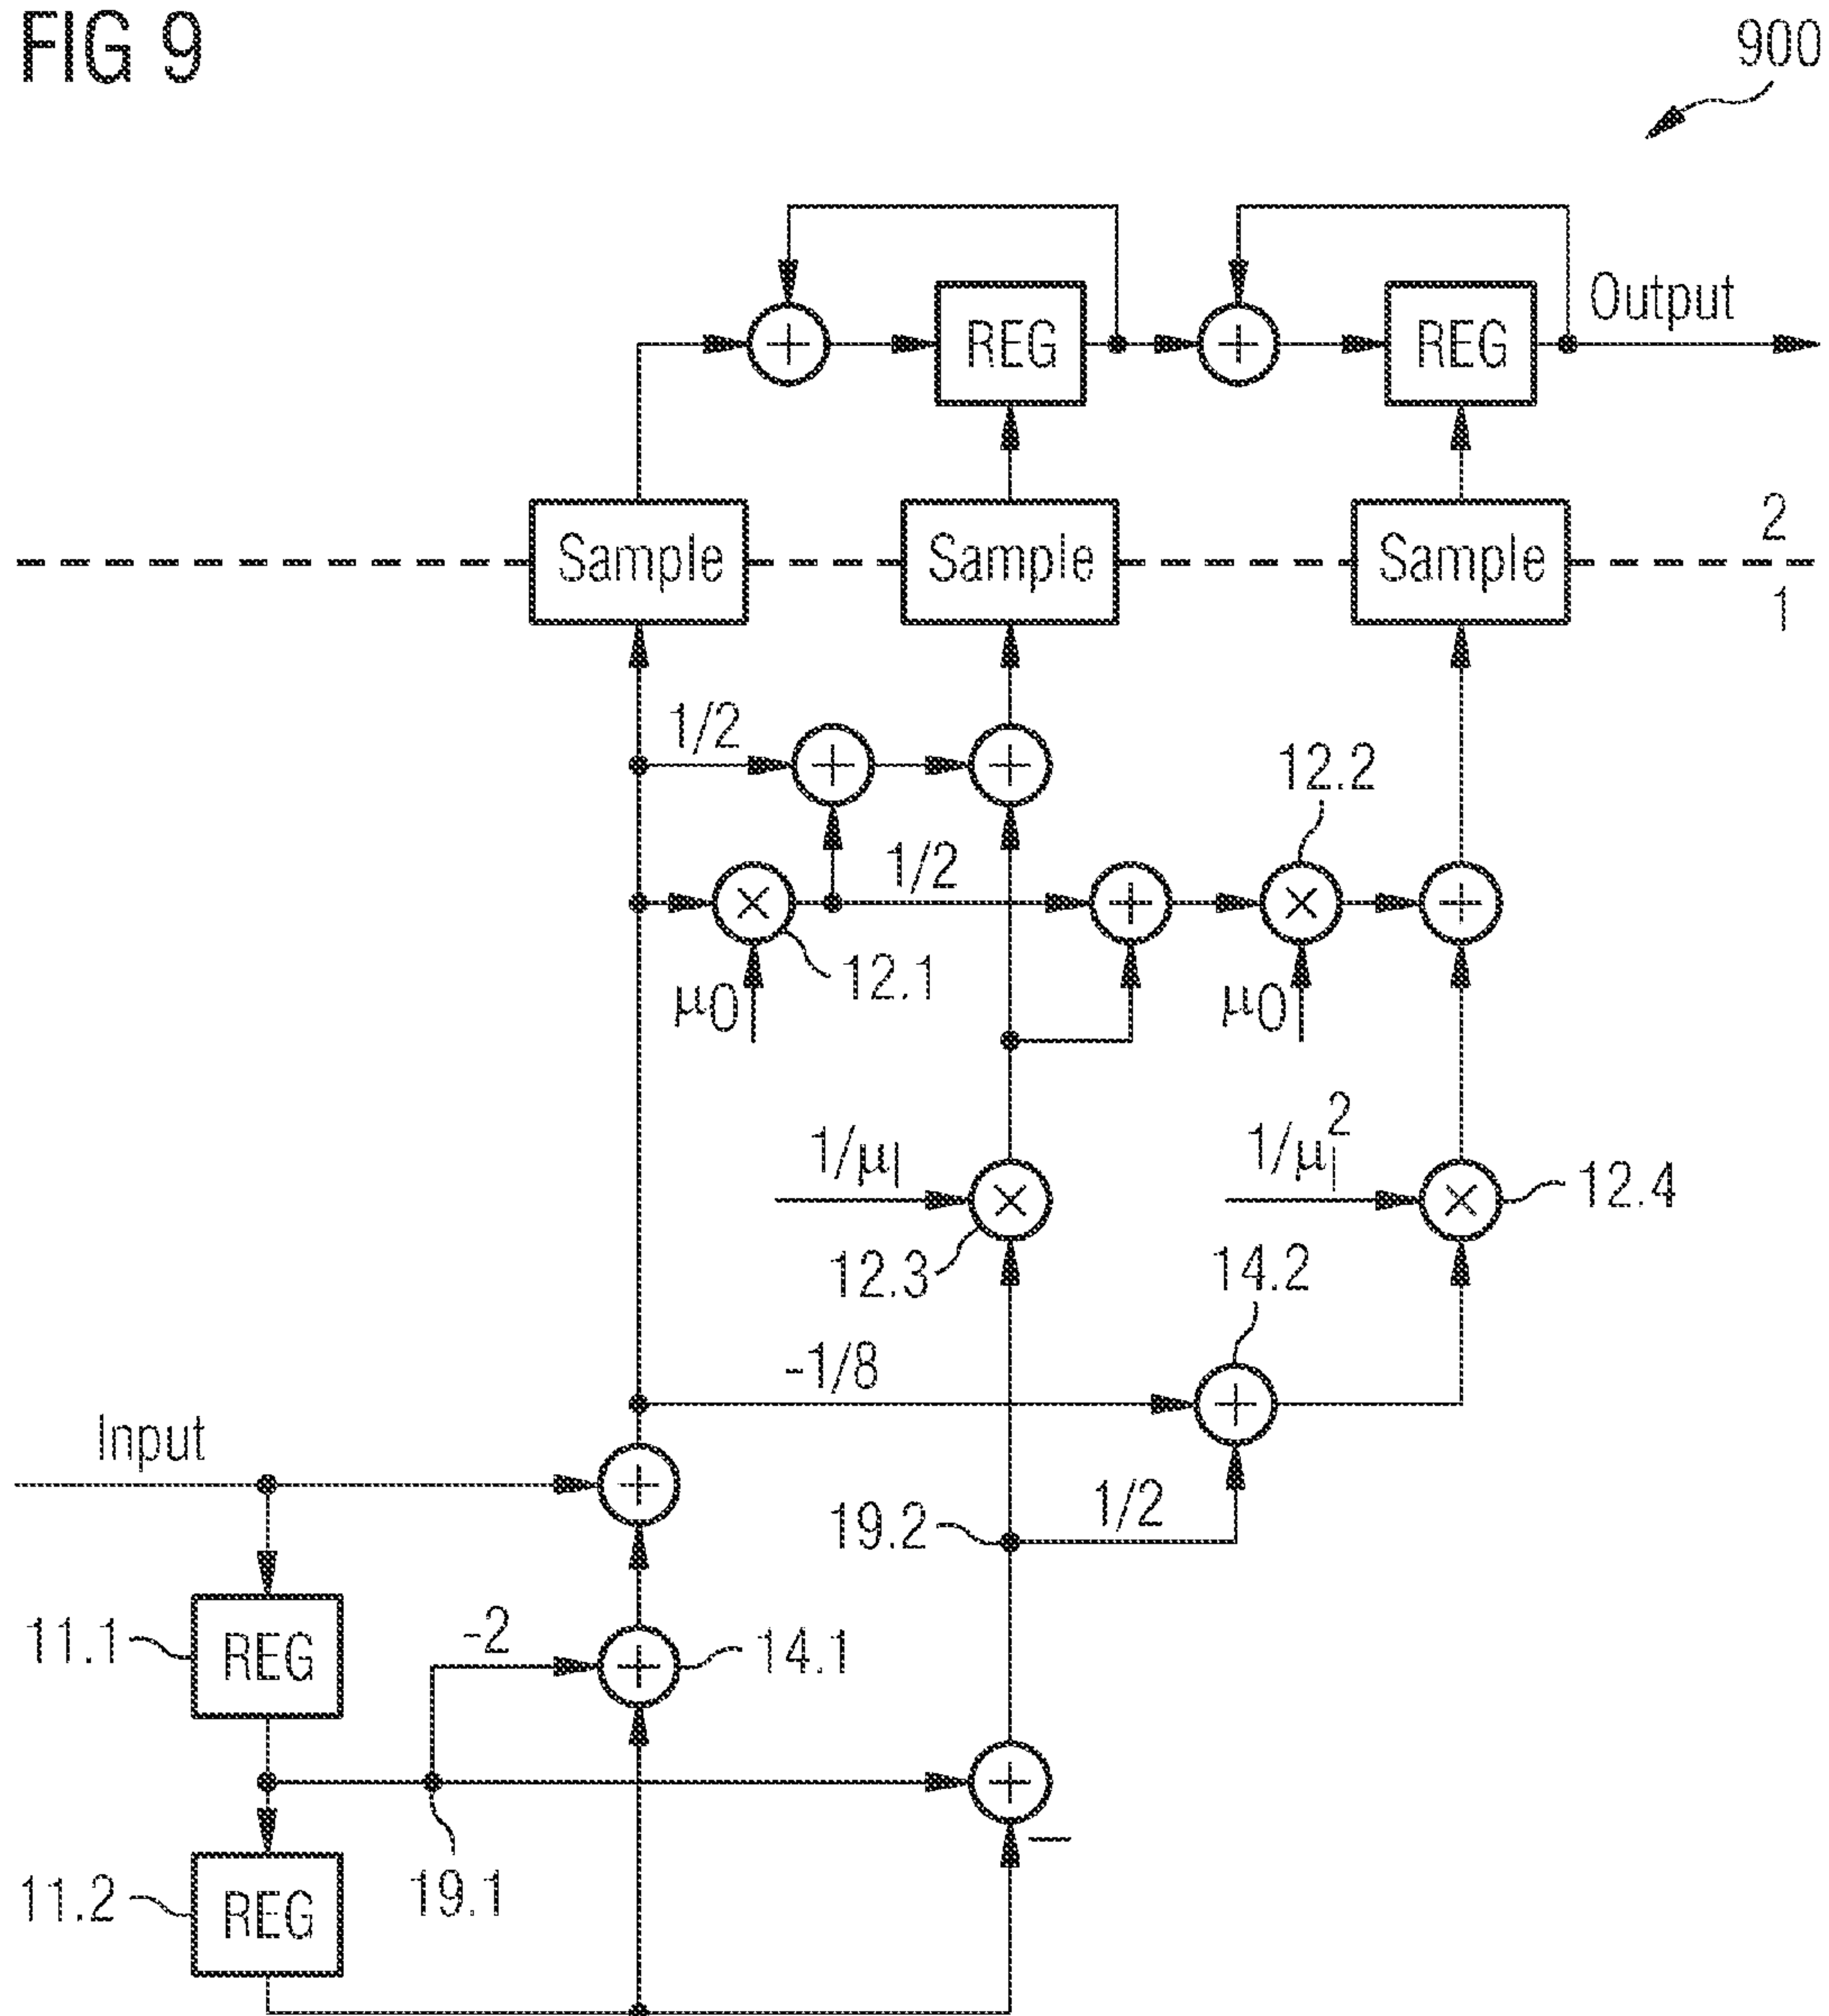 FIG 9
900
REG
REG
Output
Sample
Sample
Sample
2
1
1/2
+
+
12.2
1/2
×
12.1
+
×
+
μ0
μ0
1/μI
×
12.3
1/μI²
×
12.4
14.2
-1/8
+
Input
+
19.2
1/2
11.1
REG
-2
+
14.1
+
−
11.2
REG
19.1